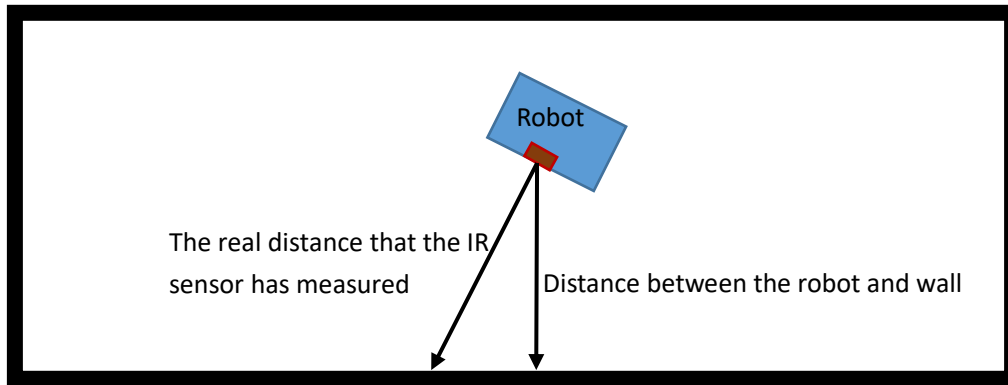 Robot
The real distance that the IR
sensor has measured
Distance between the robot and wall